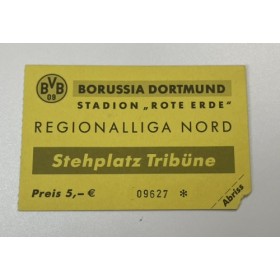 BVB
09
BORUSSIA DORTMUND
STADION „ROTE ERDE"
REGIONALLIGA NORD
Stehplatz Tribüne
Preis 5,– €
09627 *
Abriss